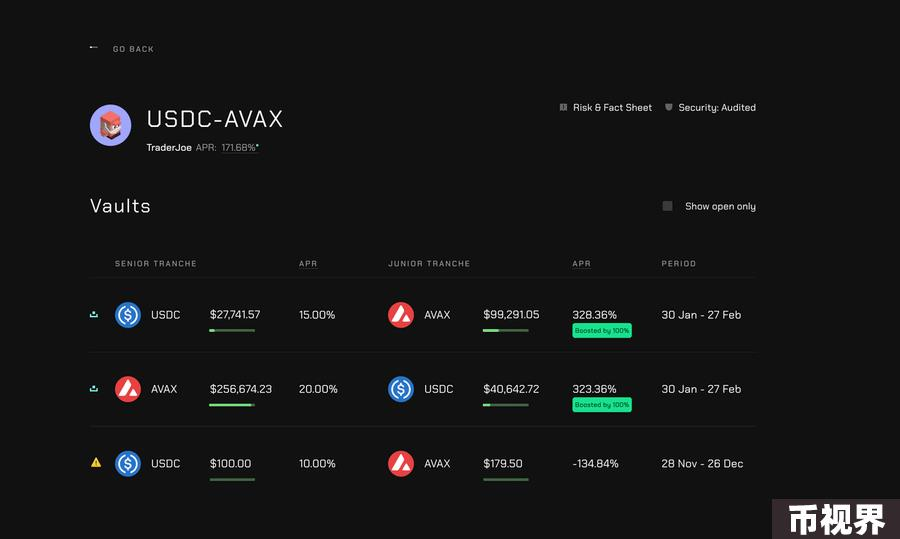 GO BACK
USDC-AVAX
Risk & Fact Sheet Security: Audited
TraderJoe APR: 171.68%*
Vaults
Show open only
SENIOR TRANCHE APR JUNIOR TRANCHE APR PERIOD
USDC $27,741.57 15.00% AVAX $99,291.05 328.36% 30 Jan - 27 Feb
Boosted by 100%
AVAX $256,674.23 20.00% USDC $40,642.72 323.36% 30 Jan - 27 Feb
Boosted by 100%
USDC $100.00 10.00% AVAX $179.50 -134.84% 28 Nov - 26 Dec
币视界